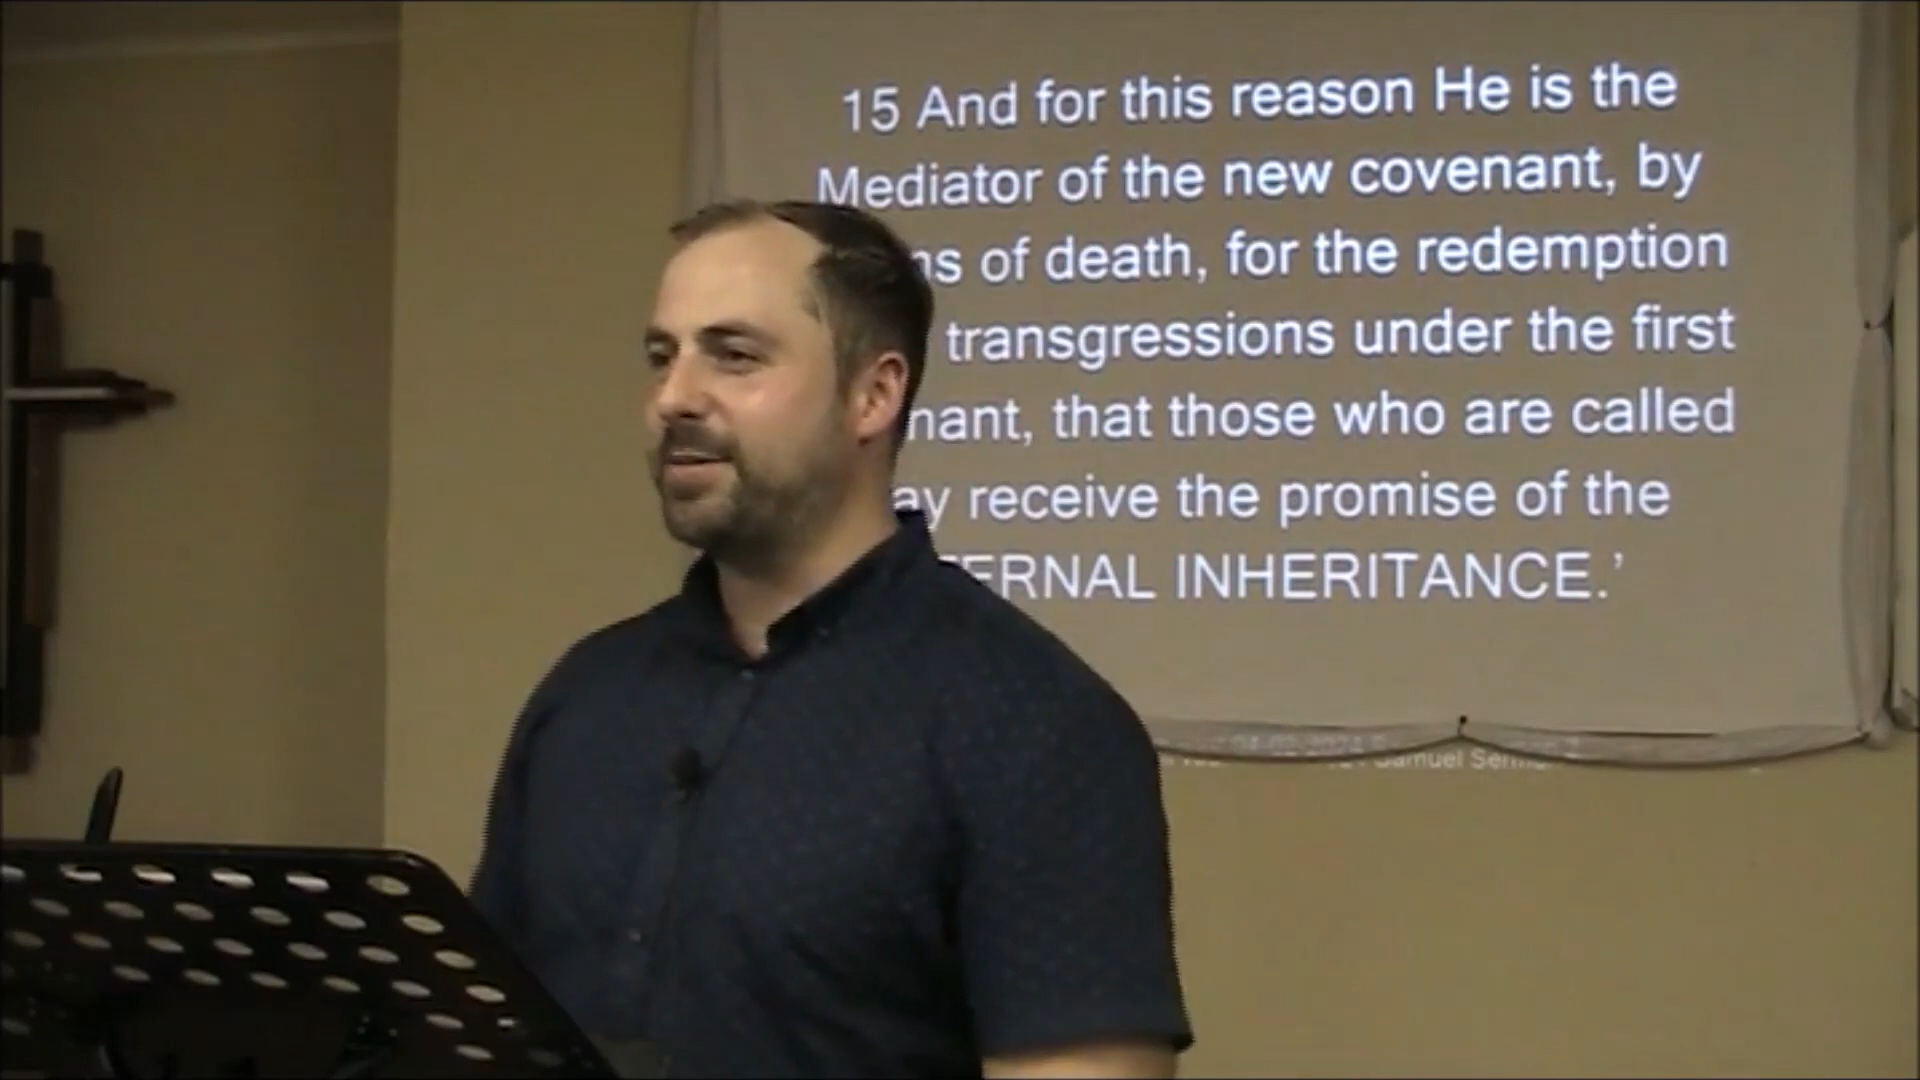 15 And for this reason He is the
Mediator of the new covenant, by
of death, for the redemption
transgressions under the first
that those who are called
receive the promise of the
INHERITANCE.’
Samuel